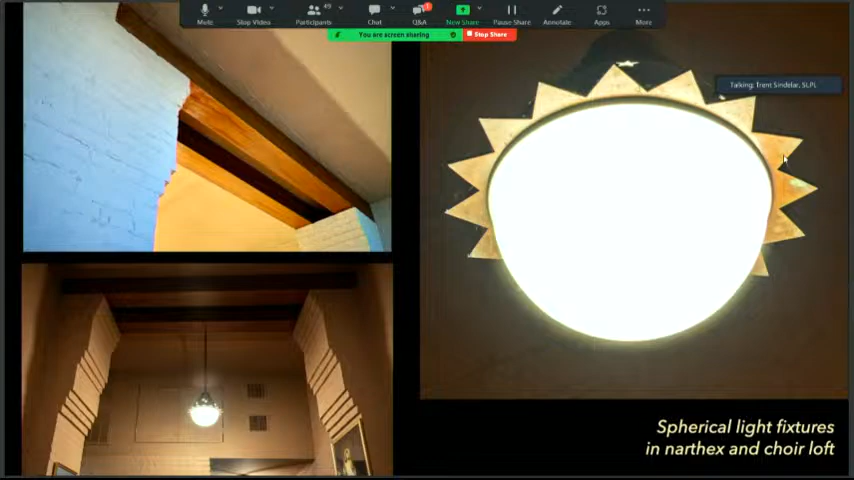 Mute
Stop Video
Participants
49
Chat
Q&A
New Share
Pause Share
Annotate
Apps
More
You are screen sharing
Stop Share
Talking: Trent Sindelar, SLPL
Spherical light fixtures
in narthex and choir loft